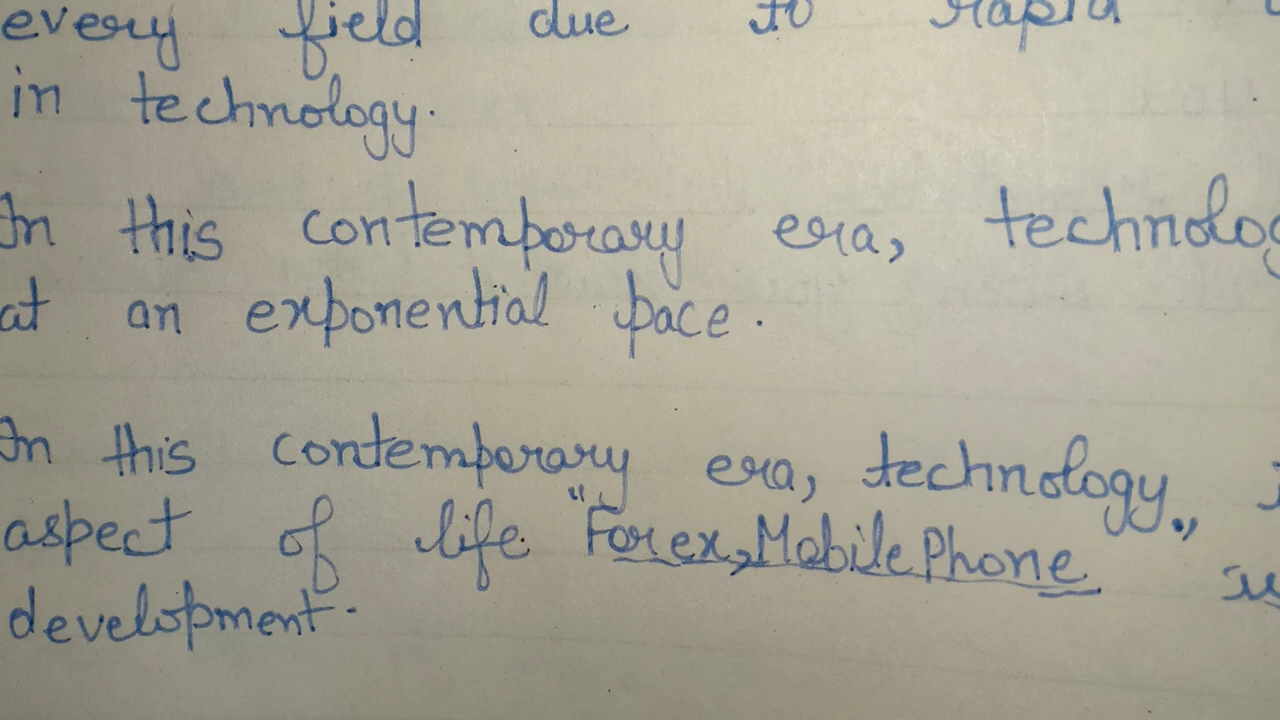 every field due to rapid
in technology.
In this contemporary era, technolog
at an exponential pace.
In this contemporary era, technology,
aspect of life. "Forex, Mobile Phone
development.